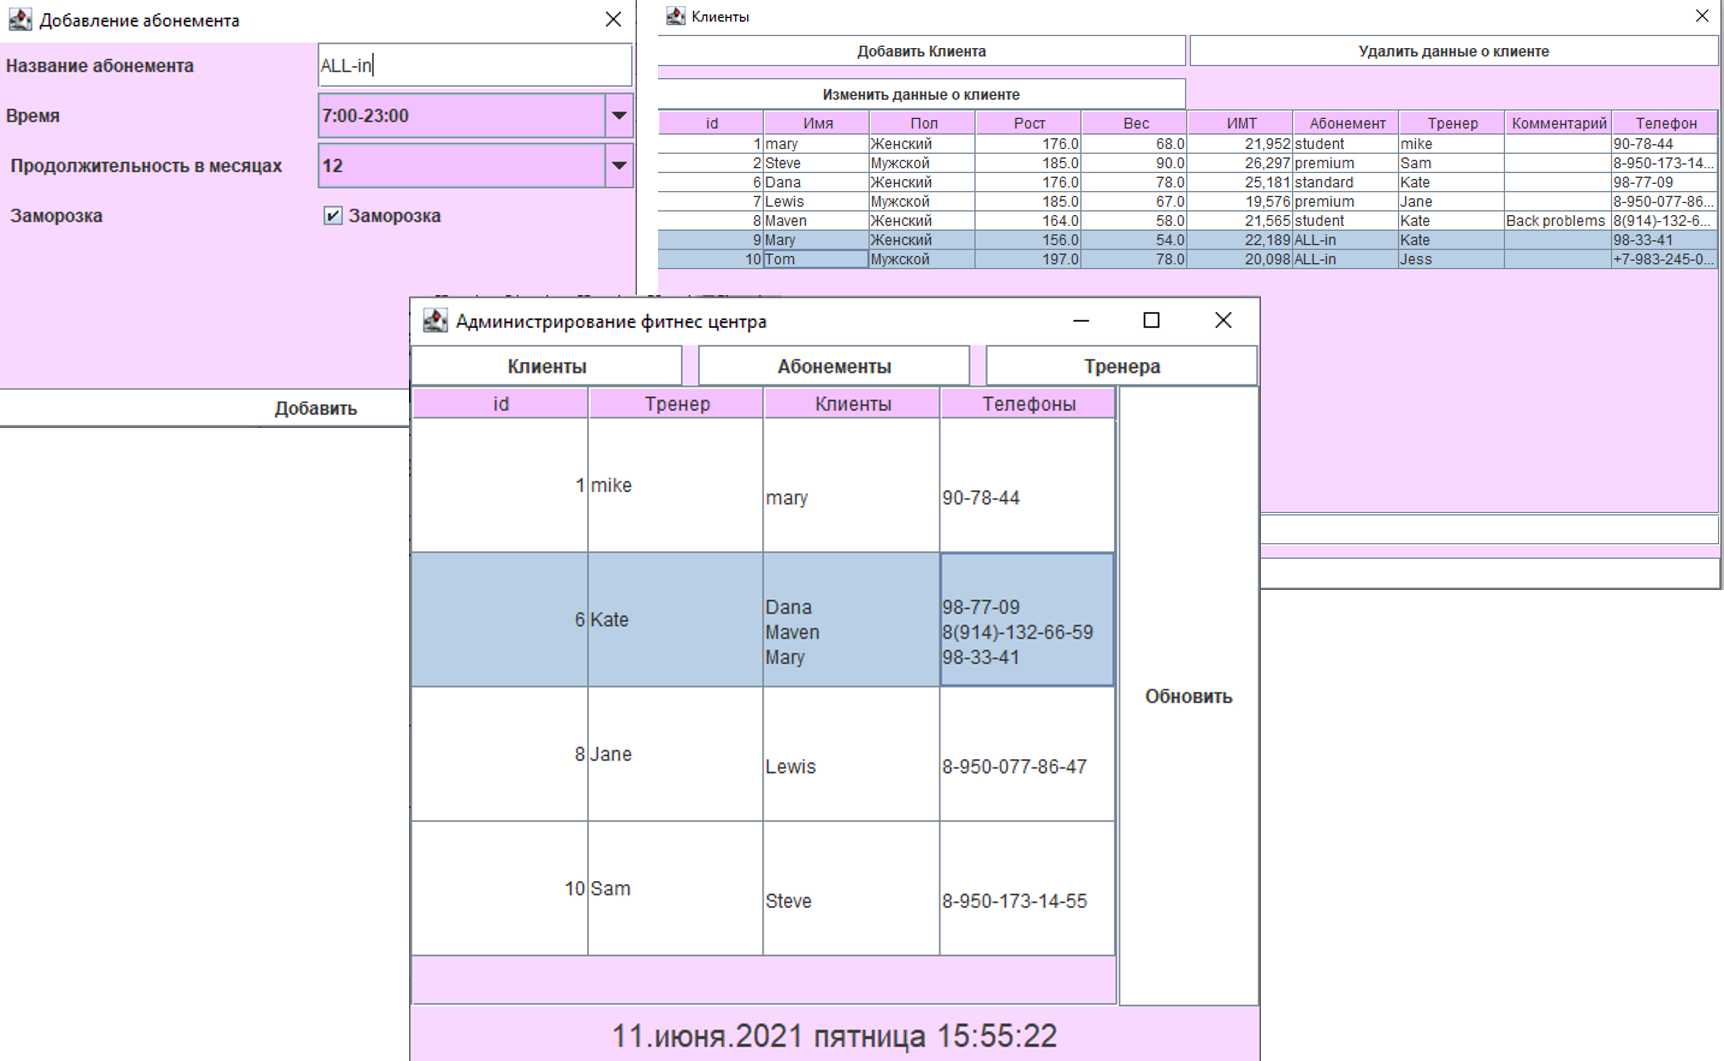 Добавление абонемента
Название абонемента ALL-in
Время 7:00-23:00
Продолжительность в месяцах 12
Заморозка Заморозка
Добавить
Клиенты
Добавить Клиента Удалить данные о клиенте
Изменить данные о клиенте
id Имя Пол Рост Вес ИМТ Абонемент Тренер Комментарий Телефон
1 mary Женский 176.0 68.0 21,952 student mike 90-78-44
2 Steve Мужской 185.0 90.0 26,297 premium Sam 8-950-173-14...
6 Dana Женский 176.0 78.0 25,181 standard Kate 98-77-09
7 Lewis Мужской 185.0 67.0 19,576 premium Jane 8-950-077-86...
8 Maven Женский 164.0 58.0 21,565 student Kate Back problems 8(914)-132-6...
9 Mary Женский 156.0 54.0 22,189 ALL-in Kate 98-33-41
10 Tom Мужской 197.0 78.0 20,098 ALL-in Jess +7-983-245-0...
Администрирование фитнес центра
Клиенты Абонементы Тренера
id Тренер Клиенты Телефоны
1 mike mary 90-78-44
6 Kate
Dana 98-77-09
Maven 8(914)-132-66-59
Mary 98-33-41
8 Jane Lewis 8-950-077-86-47
10 Sam Steve 8-950-173-14-55
Обновить
11.июня.2021 пятница 15:55:22